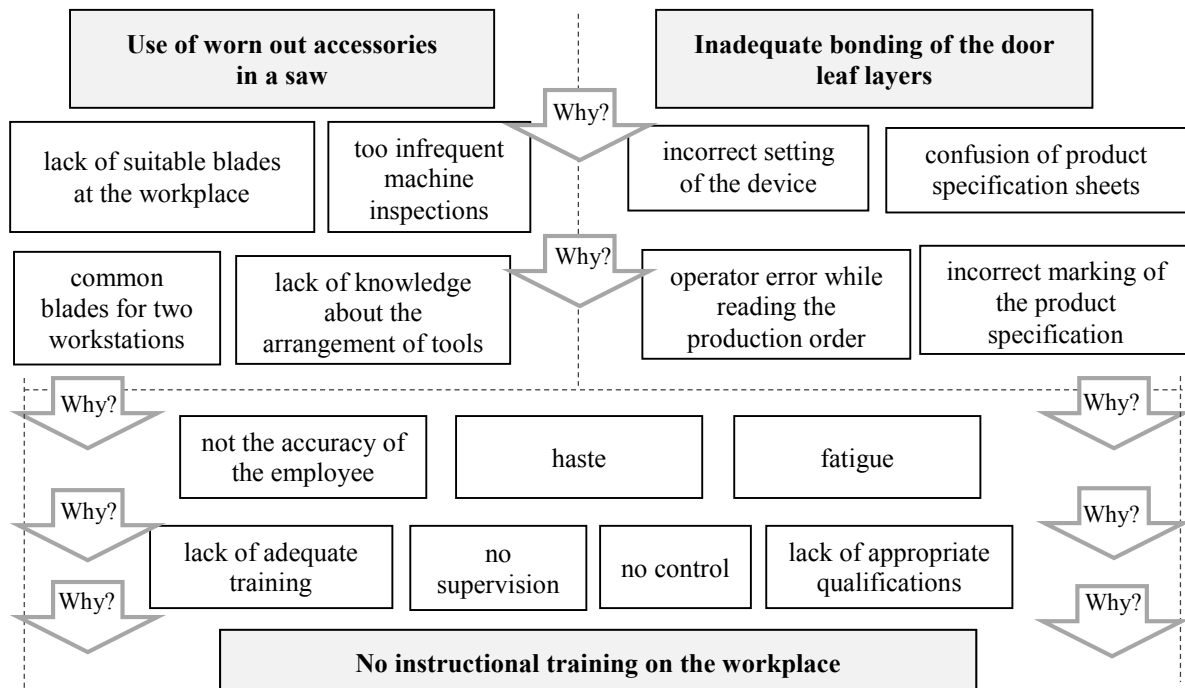 Use of worn out accessories
in a saw
Inadequate bonding of the door
leaf layers
Why?
lack of suitable blades
at the workplace
too infrequent
machine
inspections
incorrect setting
of the device
confusion of product
specification sheets
Why?
common
blades for two
workstations
lack of knowledge
about the
arrangement of tools
operator error while
reading the
production order
incorrect marking of
the product
specification
Why?
Why?
not the accuracy of
the employee
haste
fatigue
Why?
Why?
lack of adequate
training
no
supervision
no control
lack of appropriate
qualifications
Why?
Why?
No instructional training on the workplace